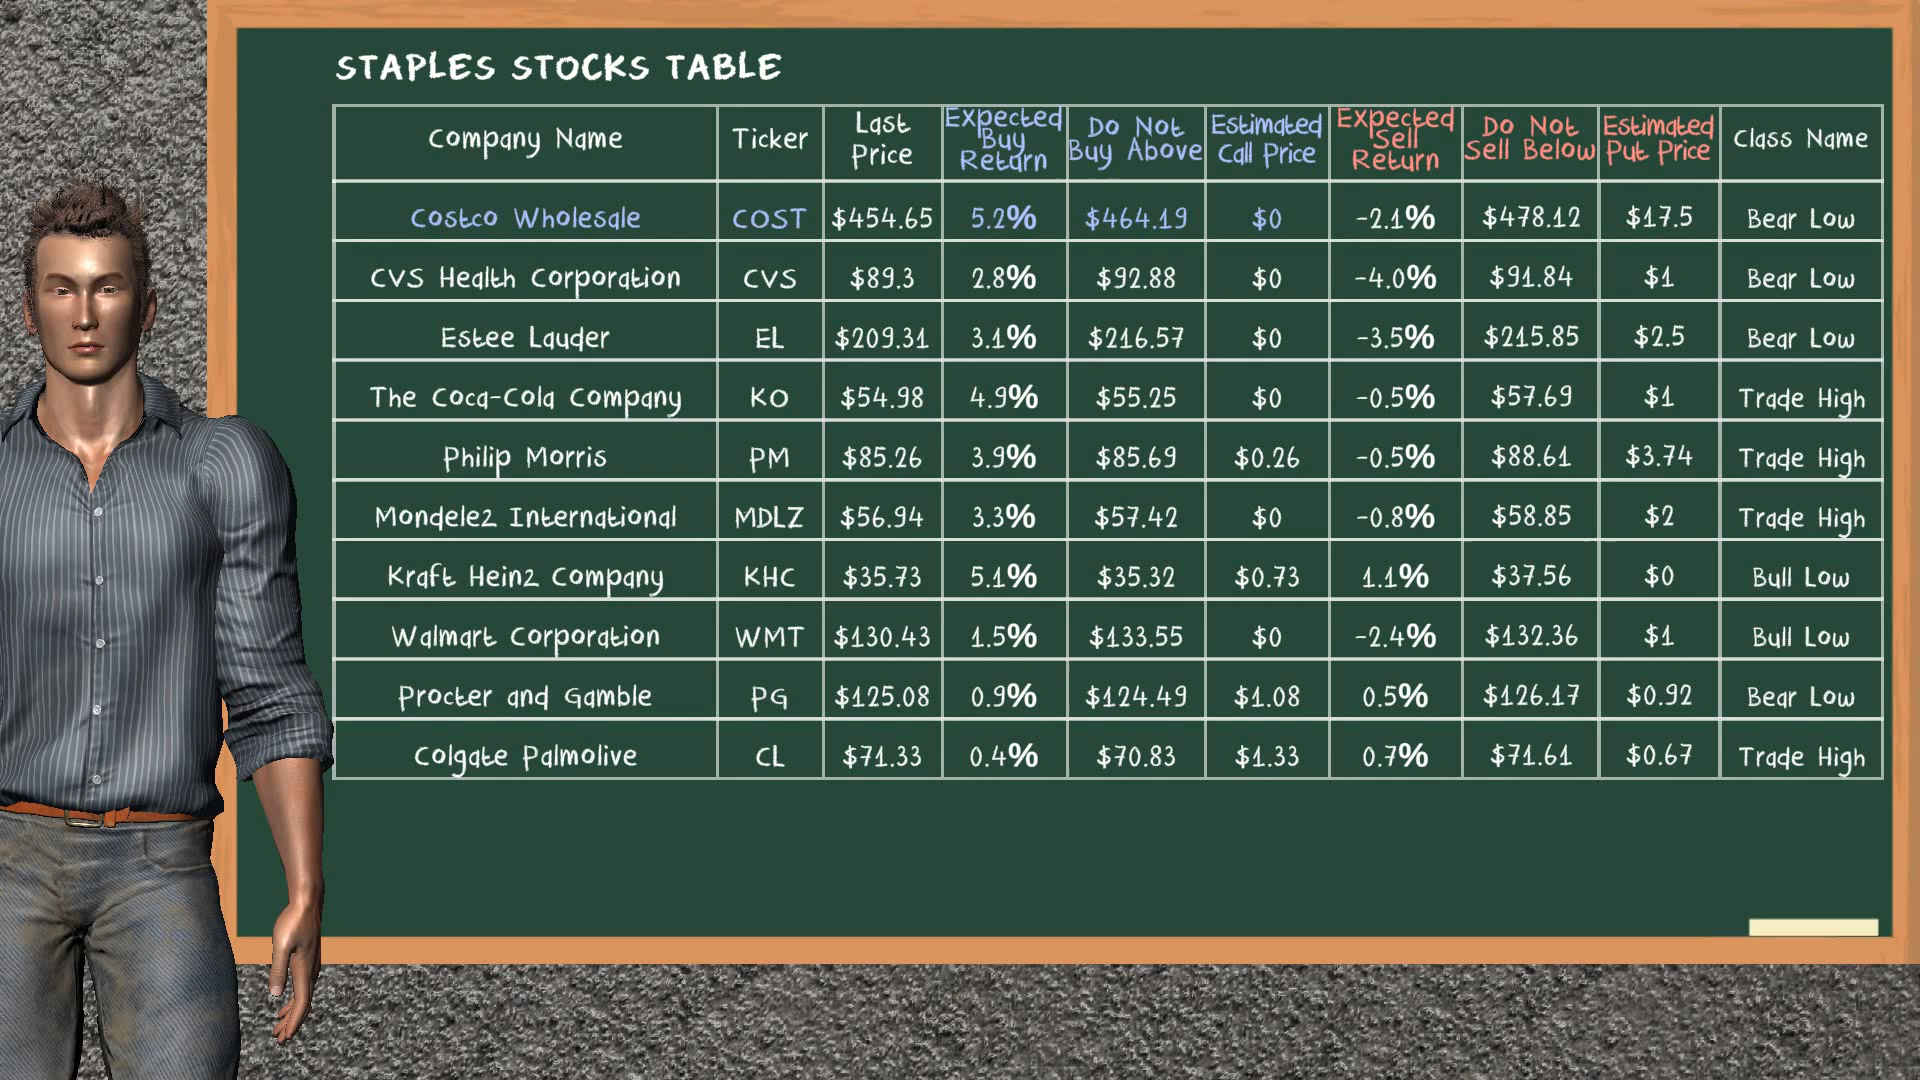 STAPLES STOCKS TABLE
Company Name Ticker Last Price Expected Buy Return Do Not Buy Above Estimated Call Price Expected Sell Return Do Not Sell Below Estimated Put Price Class Name
Costco Wholesale COST $454.65 5.2% $464.19 $0 -2.1% $478.12 $17.5 Bear Low
CVS Health Corporation CVS $89.3 2.8% $92.88 $0 -4.0% $91.84 $1 Bear Low
Estee Lauder EL $209.31 3.1% $216.57 $0 -3.5% $215.85 $2.5 Bear Low
The Coca-Cola Company KO $54.98 4.9% $55.25 $0 -0.5% $57.69 $1 Trade High
Philip Morris PM $85.26 3.9% $85.69 $0.26 -0.5% $88.61 $3.74 Trade High
Mondelez International MDLZ $56.94 3.3% $57.42 $0 -0.8% $58.85 $2 Trade High
Kraft Heinz Company KHC $35.73 5.1% $35.32 $0.73 1.1% $37.56 $0 Bull Low
Walmart Corporation WMT $130.43 1.5% $133.55 $0 -2.4% $132.36 $1 Bull Low
Procter and Gamble PG $125.08 0.9% $124.49 $1.08 0.5% $126.17 $0.92 Bear Low
Colgate Palmolive CL $71.33 0.4% $70.83 $1.33 0.7% $71.61 $0.67 Trade High